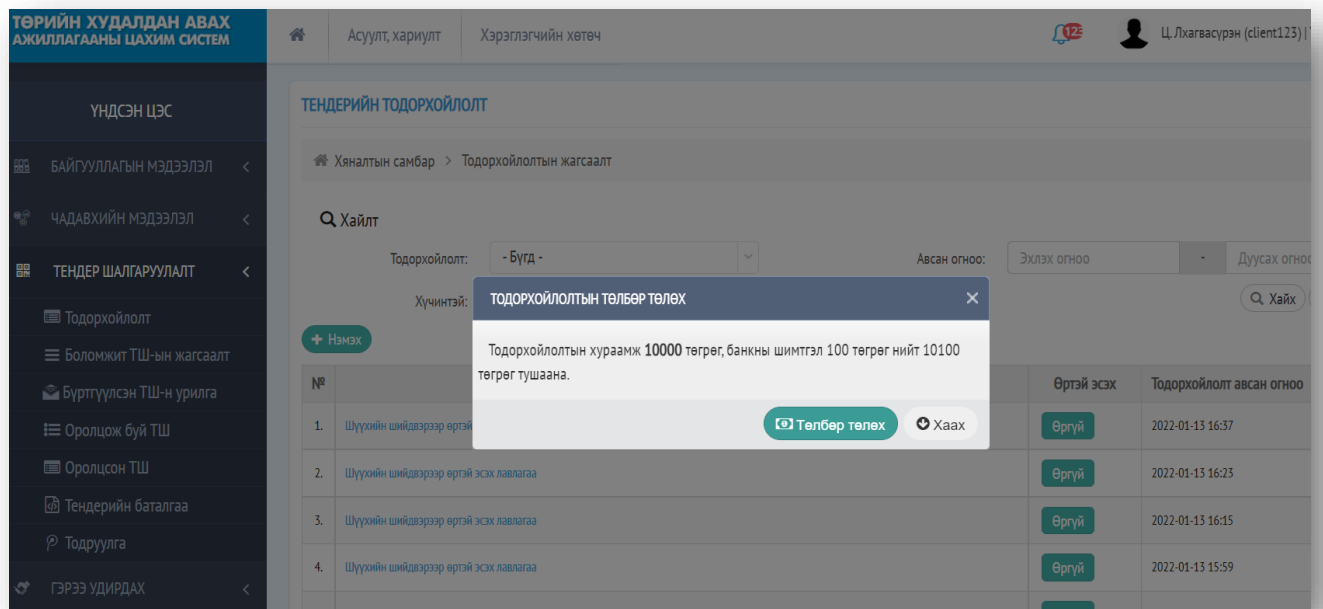 ТӨРИЙН ХУДАЛДАН АВАХ
АЖИЛЛАГААНЫ ЦАХИМ СИСТЕМ
Асуулт, хариулт
Хэрэглэгчийн хөтөч
123
Ц.Лхагвасүрэн (client123) |
ҮНДСЭН ЦЭС
БАЙГУУЛЛАГЫН МЭДЭЭЛЭЛ
ЧАДАВХИЙН МЭДЭЭЛЭЛ
ТЕНДЕР ШАЛГАРУУЛАЛТ
Тодорхойлолт
Боломжит ТШ-ын жагсаалт
Бүртгүүлсэн ТШ-н урилга
Оролцож буй ТШ
Оролцсон ТШ
Тендерийн баталгаа
Тодруулга
ГЭРЭЭ УДИРДАХ
ТЕНДЕРИЙН ТОДОРХОЙЛОЛТ
Хяналтын самбар > Тодорхойлолтын жагсаалт
Хайлт
Тодорхойлолт: - Бүгд -
Авсан огноо: Эхлэх огноо - Дуусах огноо
Хүчинтэй:
Хайх
+ Нэмэх
ТОДОРХОЙЛОЛТЫН ТӨЛБӨР ТӨЛӨХ ×
Тодорхойлолтын хураамж 10000 төгрөг, банкны шимтгэл 100 төгрөг нийт 10100
төгрөг тушаана.
Төлбөр төлөх
Хаах
№ Өртэй эсэх Тодорхойлолт авсан огноо
1. Шүүхийн шийдвэрээр өртэй Өргүй 2022-01-13 16:37
2. Шүүхийн шийдвэрээр өртэй эсэх лавлагаа Өргүй 2022-01-13 16:23
3. Шүүхийн шийдвэрээр өртэй эсэх лавлагаа Өргүй 2022-01-13 16:15
4. Шүүхийн шийдвэрээр өртэй эсэх лавлагаа Өргүй 2022-01-13 15:59